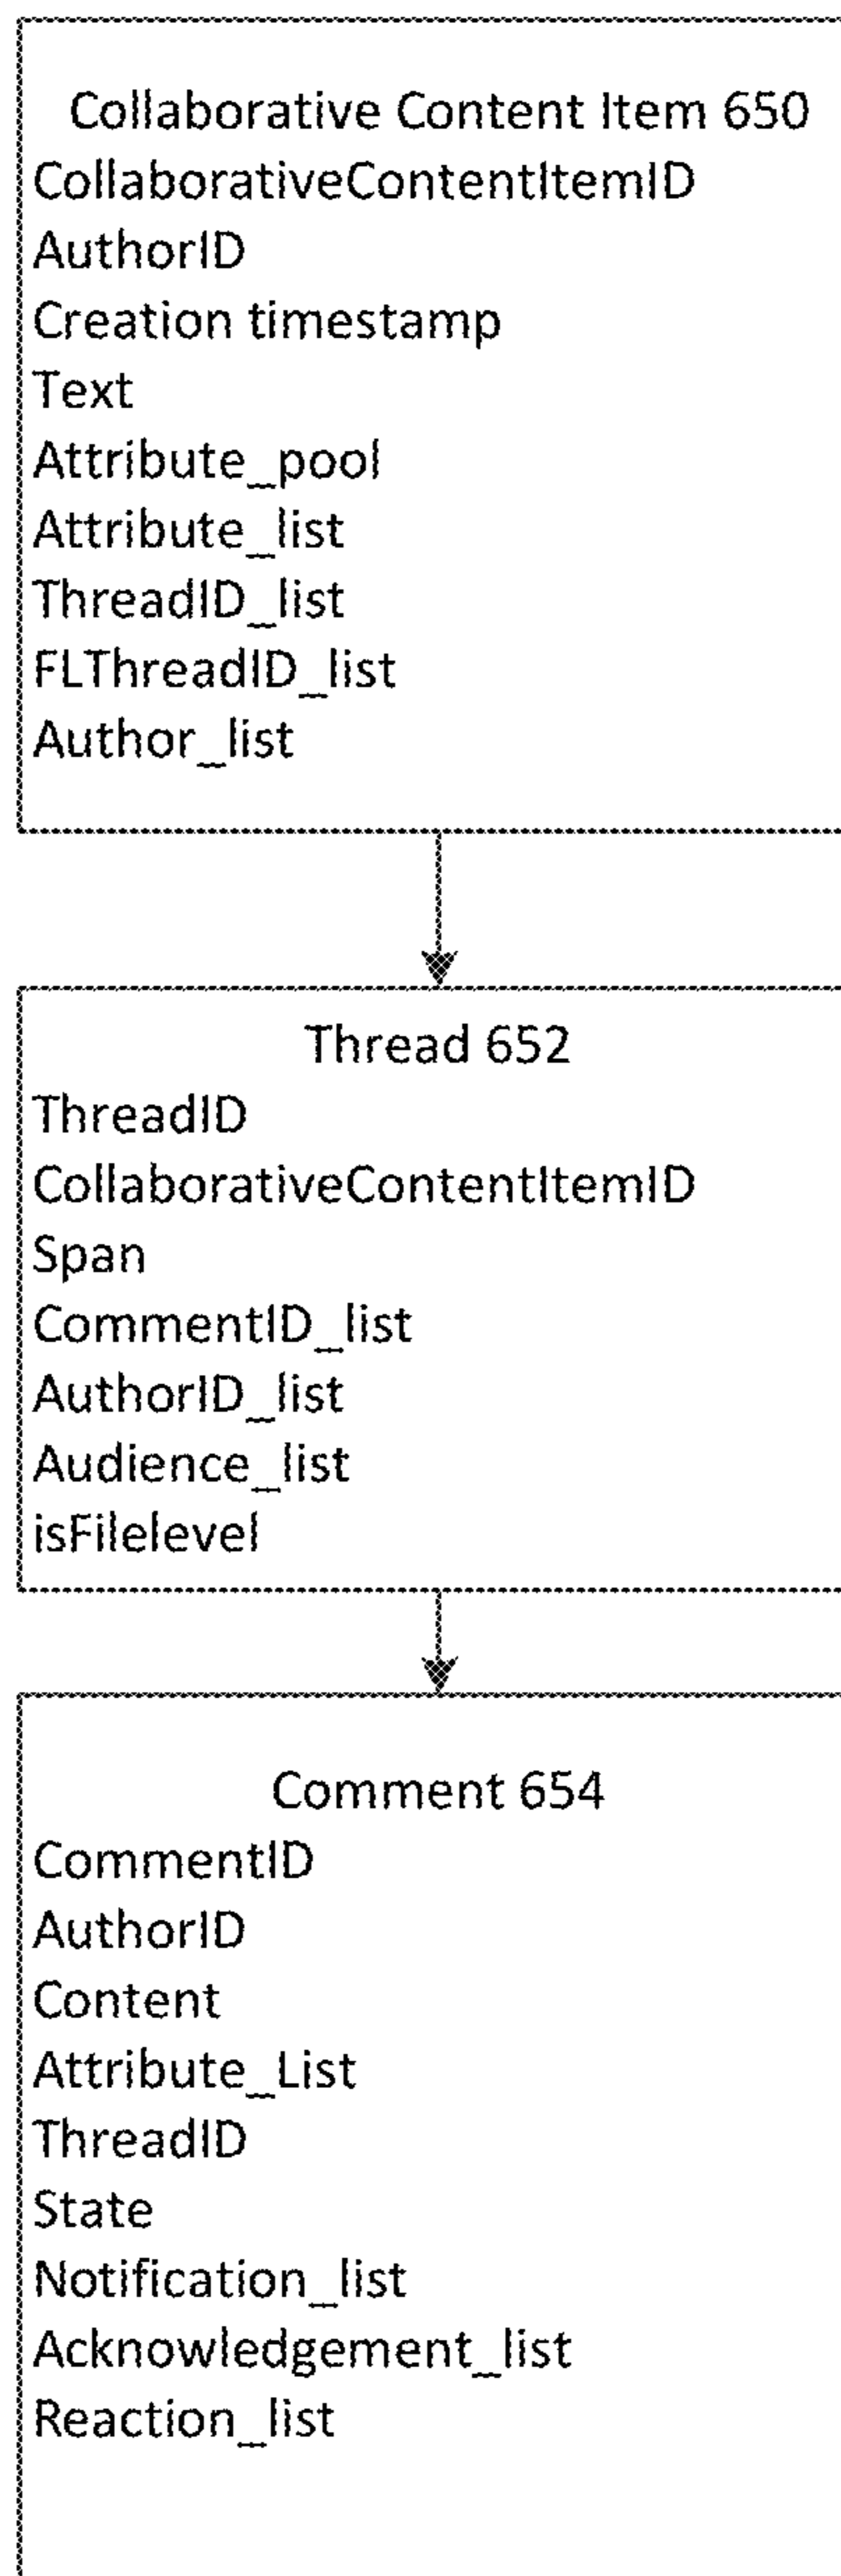 Collaborative Content Item 650
CollaborativeContentItemID
AuthorID
Creation timestamp
Text
Attribute_pool
Attribute_list
ThreadID_list
FLThreadID_list
Author_list
Thread 652
ThreadID
CollaborativeContentItemID
Span
CommentID_list
AuthorID_list
Audience_list
isFilelevel
Comment 654
CommentID
AuthorID
Content
Attribute_List
ThreadID
State
Notification_list
Acknowledgement_list
Reaction_list